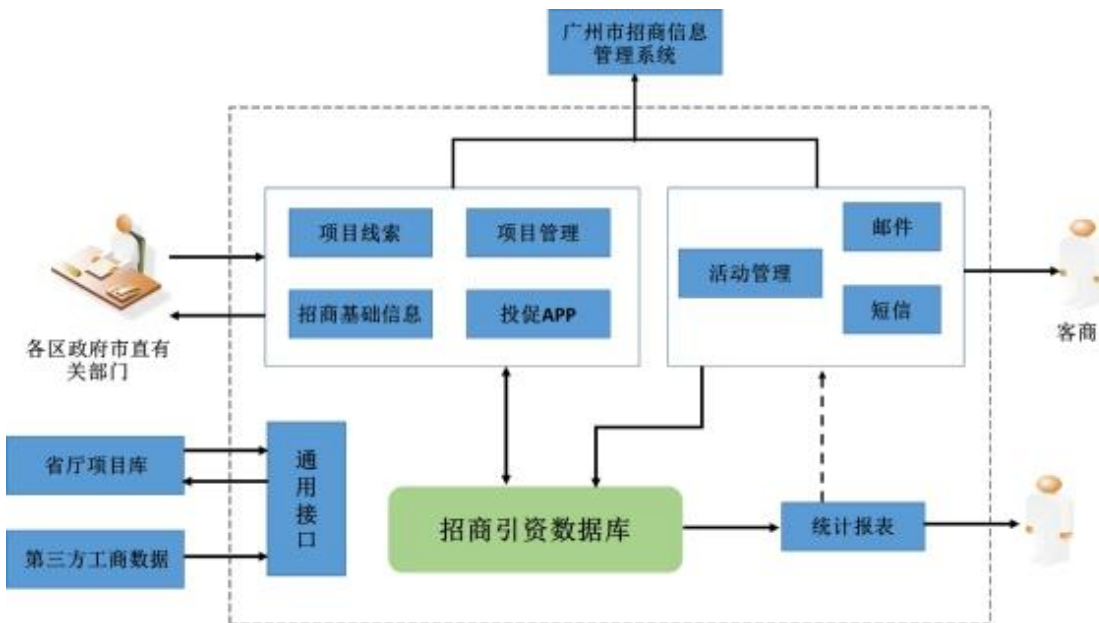 广州市招商信息
管理系统
项目线索
项目管理
招商基础信息
投促APP
活动管理
邮件
短信
各区政府市直有
关部门
客商
省厅项目库
第三方工商数据
通
用
接
口
招商引资数据库
统计报表